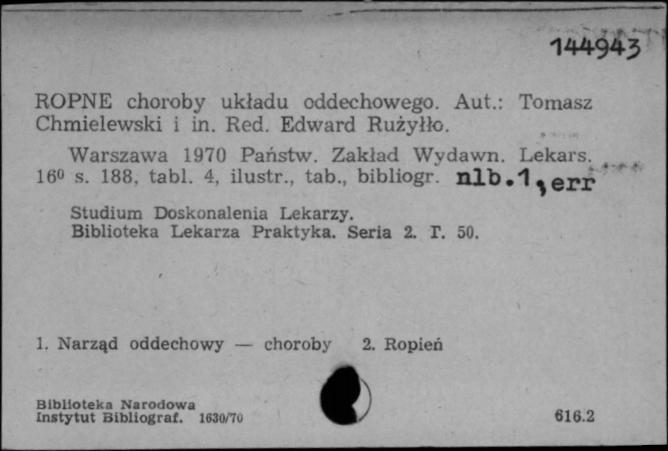 144943
ROPNE choroby układu oddechowego. Aut.: Tomasz
Chmielewski i in. Red. Edward Rużyłło.
Warszawa 1970 Państw. Zakład Wydawn. Lekars.
16⁰ s. 188, tabl. 4, ilustr., tab., bibliogr. nlb.1, err
Studium Doskonalenia Lekarzy.
Biblioteka Lekarza Praktyka. Seria 2. T. 50.
1. Narząd oddechowy — choroby 2. Ropień
Biblioteka Narodowa
Instytut Bibliograf. 1630/70
616.2